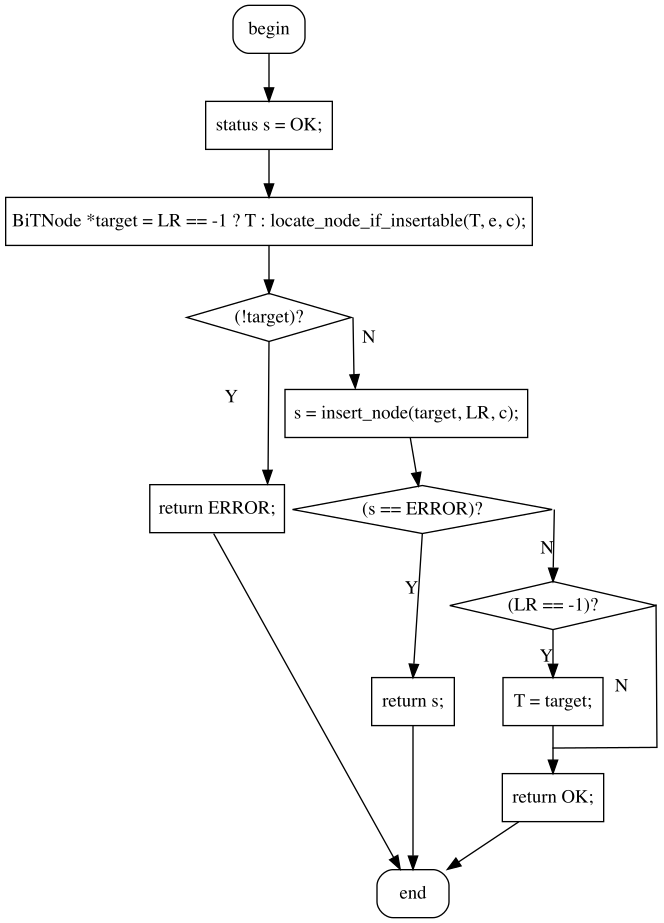 begin
status s = OK;
BiTNode *target = LR == -1 ? T : locate_node_if_insertable(T, e, c);
(!target)?
N
Y
s = insert_node(target, LR, c);
return ERROR;
(s == ERROR)?
N
Y
(LR == -1)?
Y
N
return s;
T = target;
return OK;
end